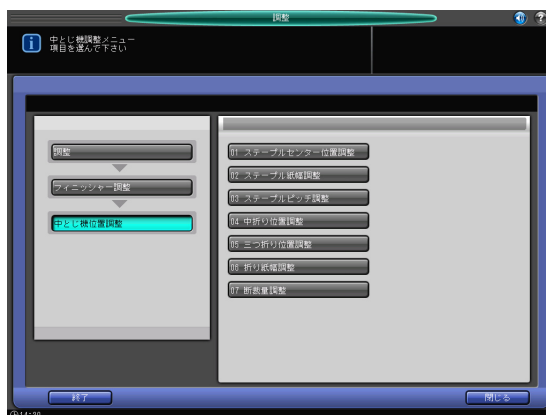 調整
中とじ機調整メニュー
項目を選んで下さい
調整
フィニッシャー調整
中とじ機位置調整
01 ステープルセンター位置調整
02 ステープル紙幅調整
03 ステープルピッチ調整
04 中折り位置調整
05 三つ折り位置調整
06 折り紙幅調整
07 断裁量調整
終了
閉じる
14:30